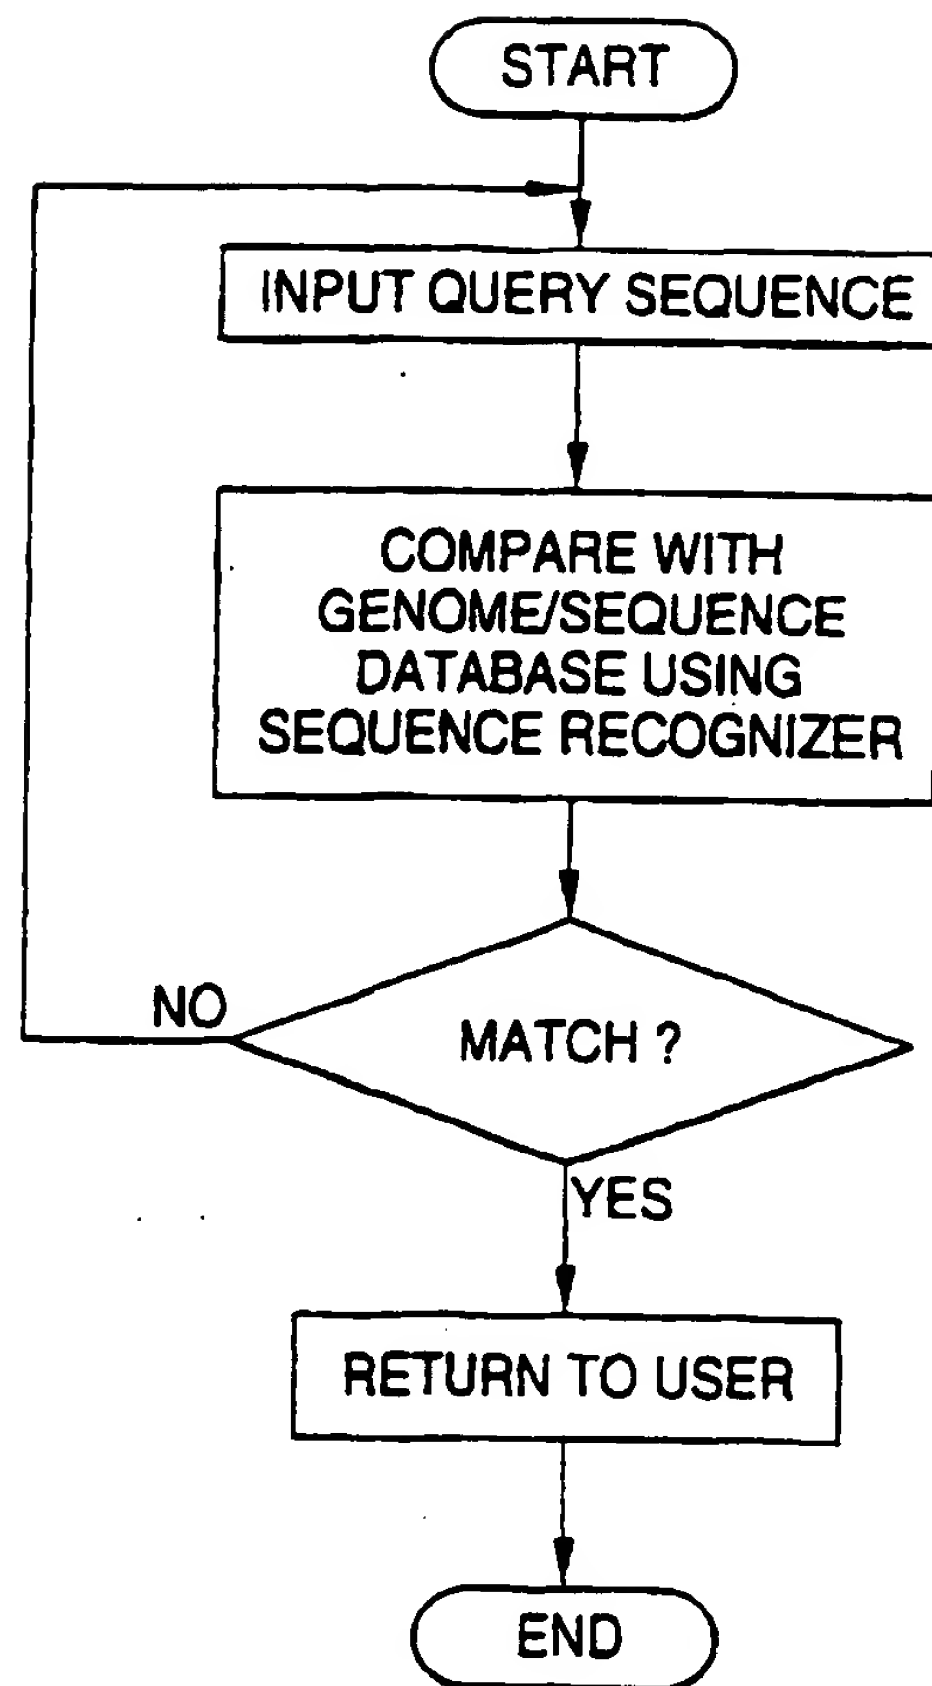 START
INPUT QUERY SEQUENCE
COMPARE WITH
GENOME/SEQUENCE
DATABASE USING
SEQUENCE RECOGNIZER
NO
MATCH ?
YES
RETURN TO USER
END